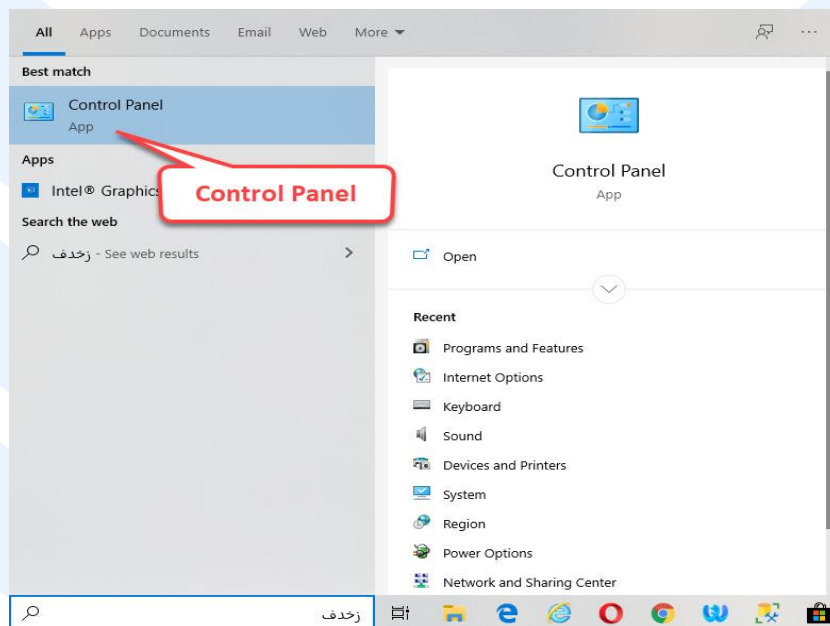 All Apps Documents Email Web More
Best match
Control Panel
App
Apps
Intel® Graphics
Control Panel
Search the web
زخدف - See web results
Control Panel
App
Open
Recent
Programs and Features
Internet Options
Keyboard
Sound
Devices and Printers
System
Region
Power Options
Network and Sharing Center
زخدف